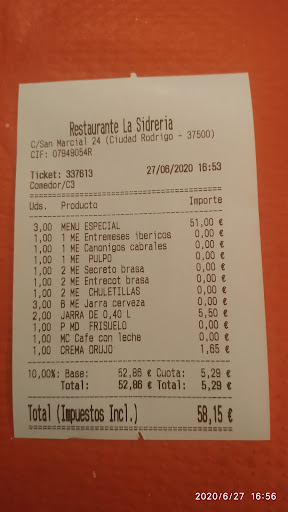 Restaurante La Sidreria
C/San Marcial 24 (Ciudad Rodrigo - 37500)
CIF: 07949054R
Ticket: 337613 27/06/2020 16:53
Comedor/C3
Uds. Producto Importe
3,00 MENU ESPECIAL 51,00 €
1,00 1 ME Entremeses ibericos 0,00 €
1,00 1 ME Canonigos cabrales 0,00 €
1,00 1 ME PULPO 0,00 €
1,00 2 ME Secreto brasa 0,00 €
1,00 2 ME Entrecot brasa 0,00 €
1,00 2 ME CHULETILLAS 0,00 €
3,00 B ME Jarra cerveza 0,00 €
2,00 JARRA DE 0,40 L 5,50 €
1,00 P MD FRISUELO 0,00 €
1,00 MC Cafe con leche 0,00 €
1,00 CREMA ORUJO 1,65 €
10,00%: Base: 52,86 € Cuota: 5,29 €
Total: 52,86 € Total: 5,29 €
Total (Impuestos Incl.) 58,15 €
2020/6/27 16:56